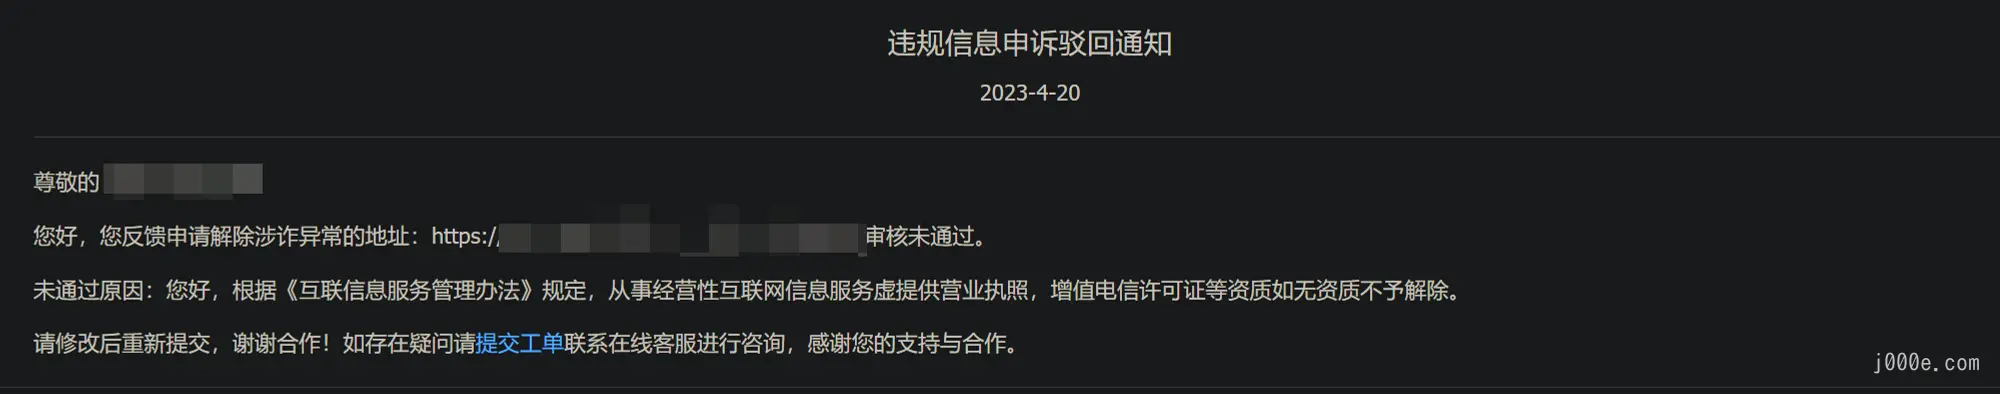 违规信息申诉驳回通知
2023-4-20
尊敬的
您好，您反馈申请解除涉诈异常的地址：https://审核未通过。
未通过原因：您好，根据《互联信息服务管理办法》规定，从事经营性互联网信息服务虚提供营业执照，增值电信许可证等资质如无资质不予解除。
请修改后重新提交，谢谢合作！如存在疑问请提交工单联系在线客服进行咨询，感谢您的支持与合作。
j000e.com